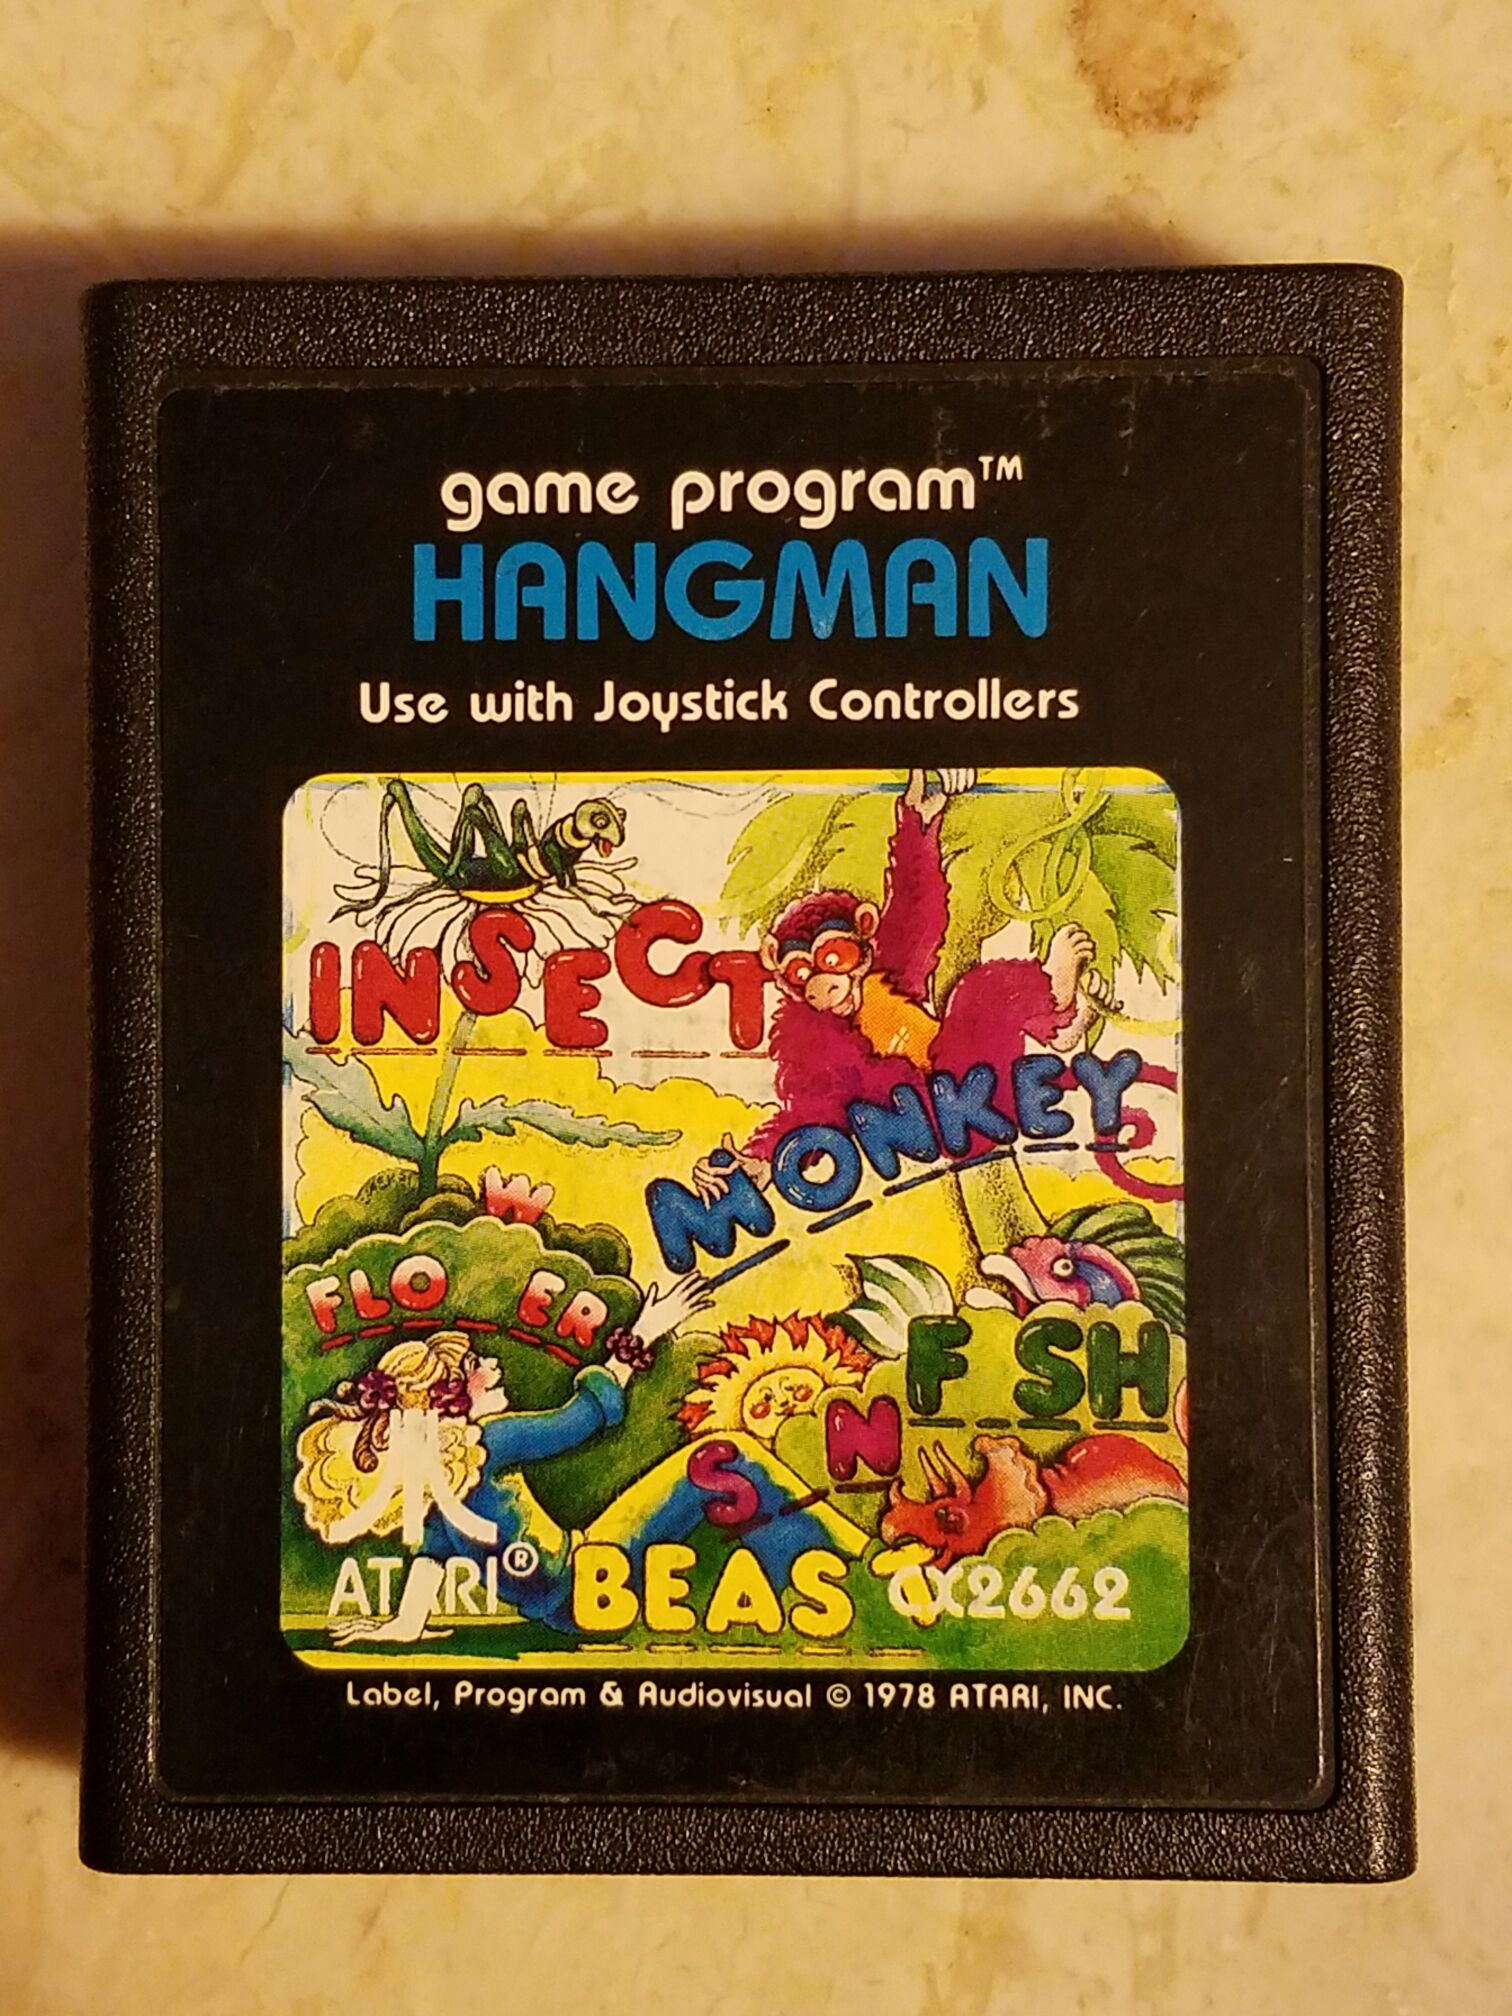 game program™
HANGMAN
Use with Joystick Controllers
INSECT
MONKEY
W
FLO ER
F SH
S N
ATARI®
BEAST
CX2662
Label, Program & Audiovisual © 1978 ATARI, INC.